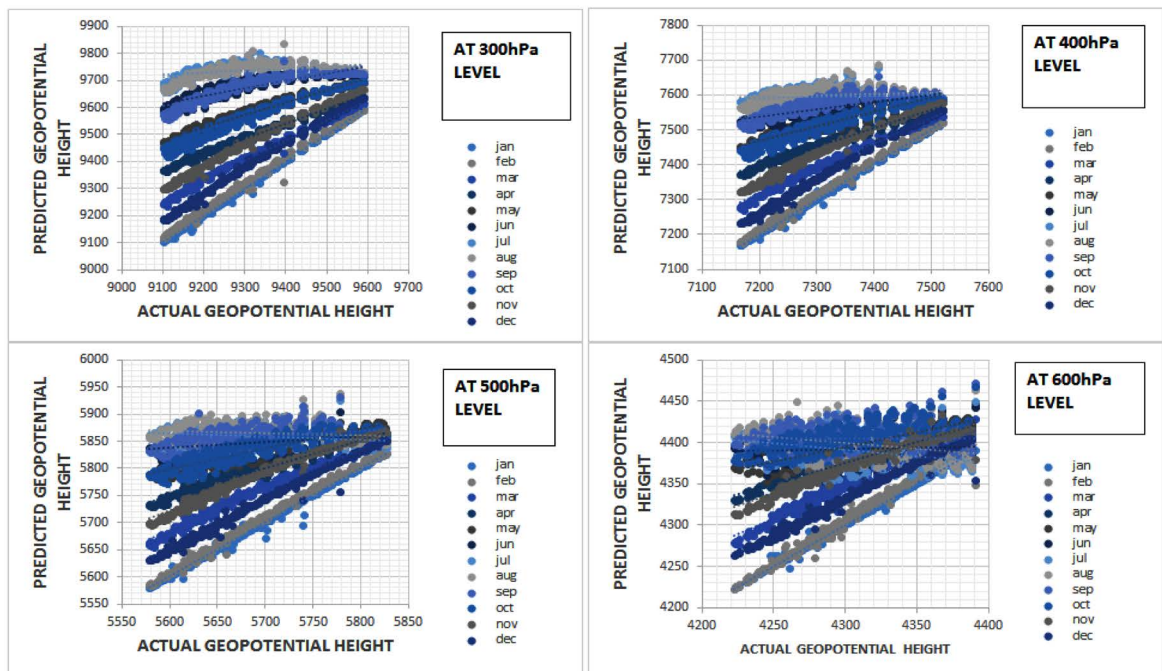 AT 300hPa
LEVEL
PREDICTED GEOPOTENTIAL
HEIGHT
9900
9800
9700
9600
9500
9400
9300
9200
9100
9000
9000 9100 9200 9300 9400 9500 9600 9700
ACTUAL GEOPOTENTIAL HEIGHT
jan
feb
mar
apr
may
jun
jul
aug
sep
oct
nov
dec
AT 400hPa
LEVEL
PREDICTED GEOPOTENTIAL
HEIGHT
7800
7700
7600
7500
7400
7300
7200
7100
7100 7200 7300 7400 7500 7600
ACTUAL GEOPOTENTIAL HEIGHT
jan
feb
mar
apr
may
jun
jul
aug
sep
oct
nov
dec
AT 500hPa
LEVEL
PREDICTED GEOPOTENTIAL
HEIGHT
6000
5950
5900
5850
5800
5750
5700
5650
5600
5550
5550 5600 5650 5700 5750 5800 5850
ACTUAL GEOPOTENTIAL HEIGHT
jan
feb
mar
apr
may
jun
jul
aug
sep
oct
nov
dec
AT 600hPa
LEVEL
PREDICTED GEOPOTENTIAL
HEIGHT
4500
4450
4400
4350
4300
4250
4200
4200 4250 4300 4350 4400
ACTUAL GEOPOTENTIAL HEIGHT
jan
feb
mar
apr
may
jun
jul
aug
sep
oct
nov
dec